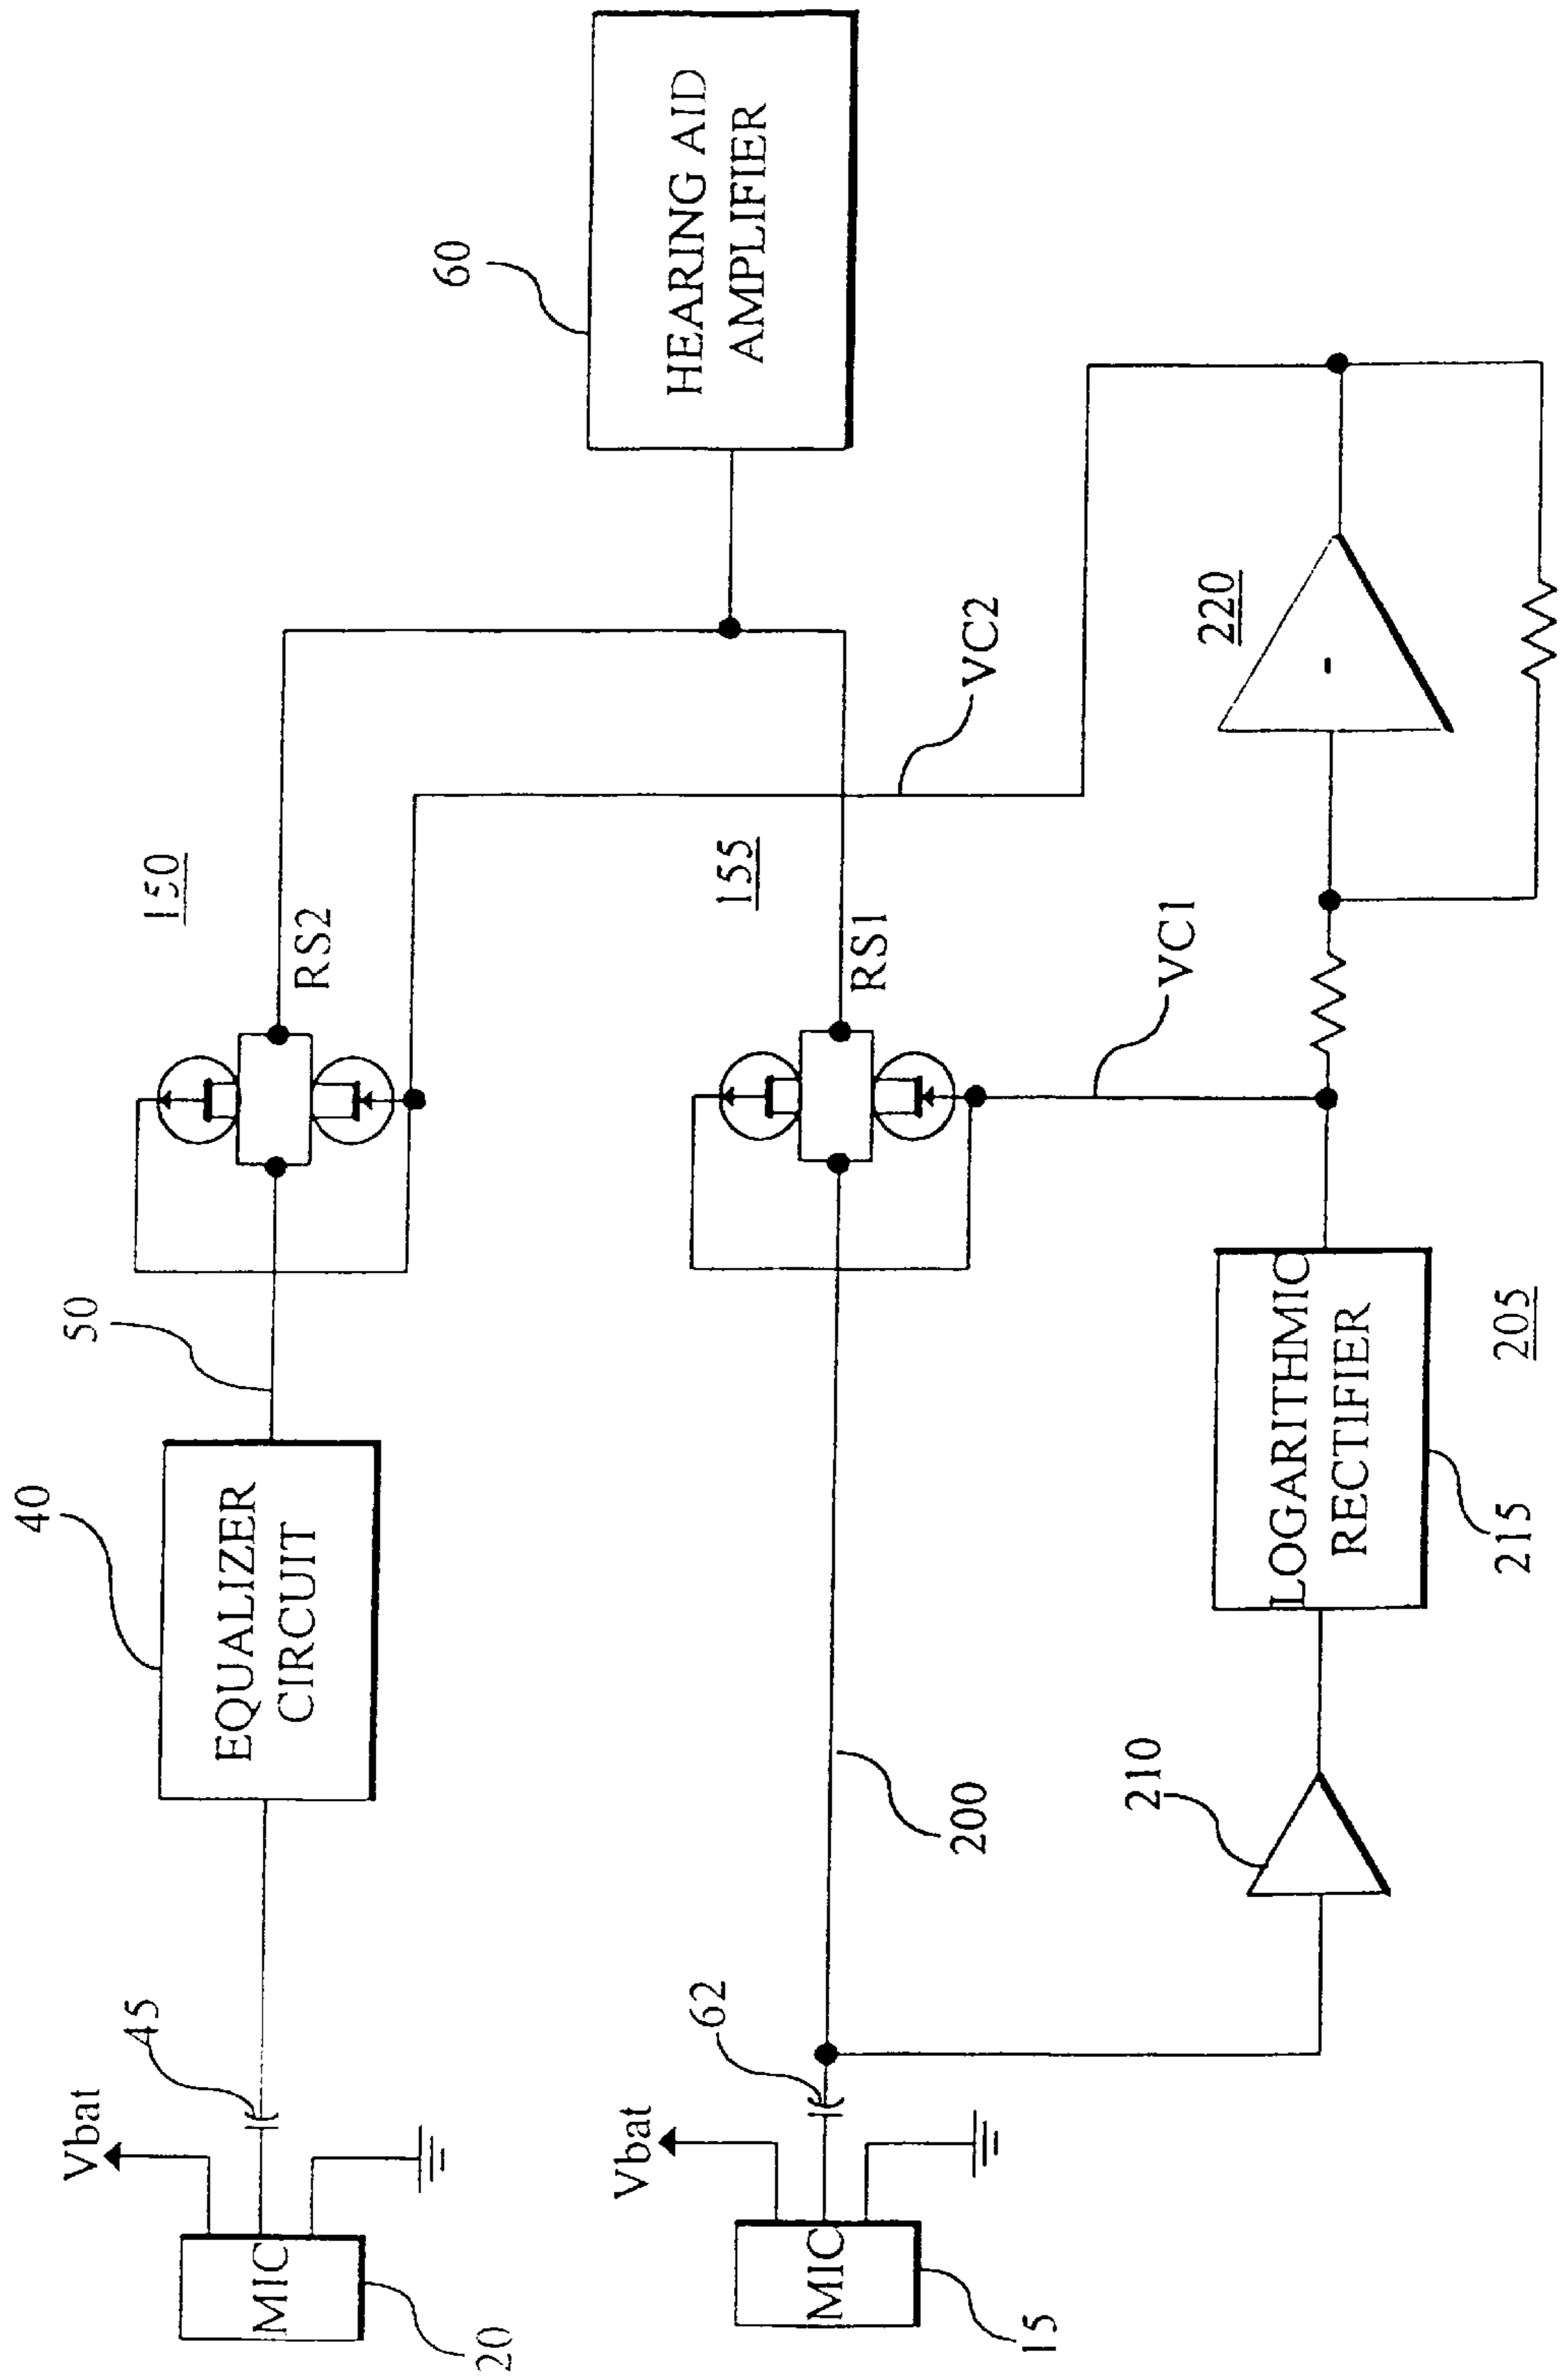 40
50
150
EQUALIZER
CIRCUIT
RS2
60
HEARING AID
AMPLIFIER
Vbat
45
MIC
20
155
RS1
VC2
Vbat
62
MIC
15
200
VC1
220
-
210
LOGARITHMIC
RECTIFIER
215
205